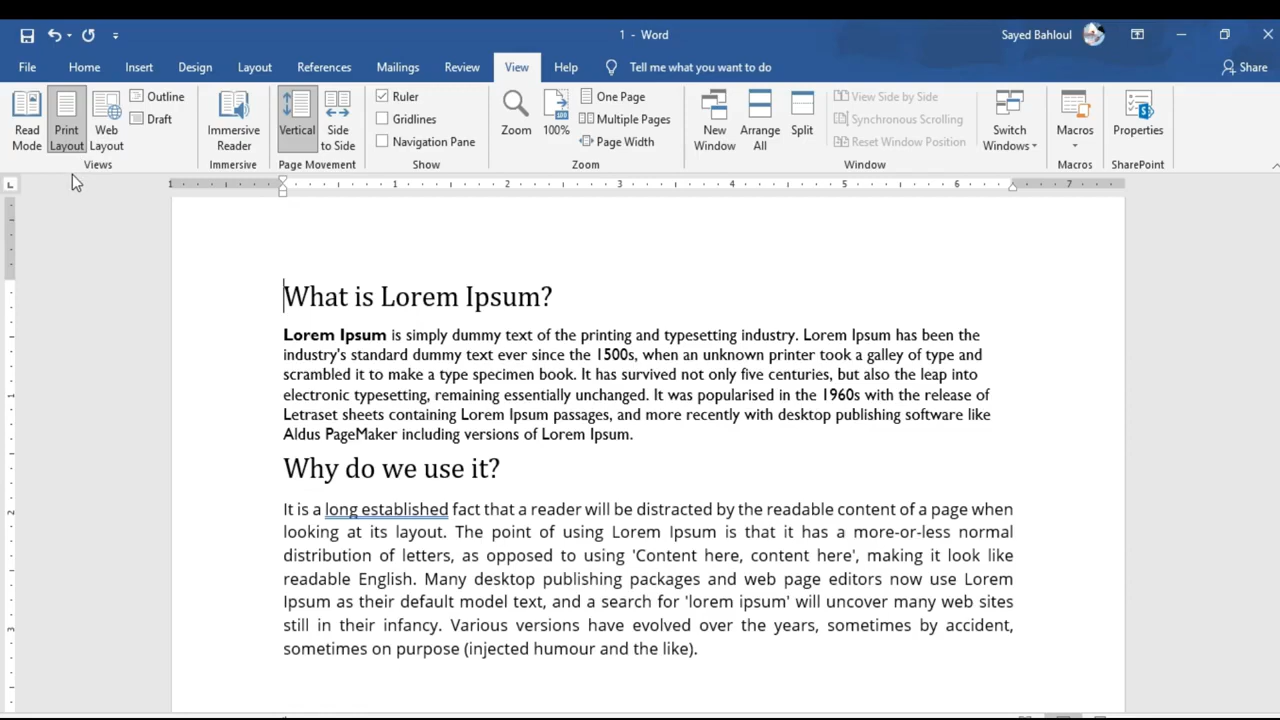 1 - Word
Sayed Bahloul
File Home Insert Design Layout References Mailings Review View Help Tell me what you want to do Share
Read Mode
Print Layout
Web Layout
Outline
Draft
Views
Immersive Reader
Immersive
Vertical
Side to Side
Page Movement
Ruler
Gridlines
Navigation Pane
Show
Zoom
100%
One Page
Multiple Pages
Page Width
Zoom
New Window
Arrange All
Split
View Side by Side
Synchronous Scrolling
Reset Window Position
Switch Windows
Window
Macros
Macros
Properties
SharePoint
L
1 1 2 3 4 5 6 7
1
2
3
What is Lorem Ipsum?
Lorem Ipsum is simply dummy text of the printing and typesetting industry. Lorem Ipsum has been the
industry's standard dummy text ever since the 1500s, when an unknown printer took a galley of type and
scrambled it to make a type specimen book. It has survived not only five centuries, but also the leap into
electronic typesetting, remaining essentially unchanged. It was popularised in the 1960s with the release of
Letraset sheets containing Lorem Ipsum passages, and more recently with desktop publishing software like
Aldus PageMaker including versions of Lorem Ipsum.
Why do we use it?
It is a long established fact that a reader will be distracted by the readable content of a page when
looking at its layout. The point of using Lorem Ipsum is that it has a more-or-less normal
distribution of letters, as opposed to using 'Content here, content here', making it look like
readable English. Many desktop publishing packages and web page editors now use Lorem
Ipsum as their default model text, and a search for 'lorem ipsum' will uncover many web sites
still in their infancy. Various versions have evolved over the years, sometimes by accident,
sometimes on purpose (injected humour and the like).